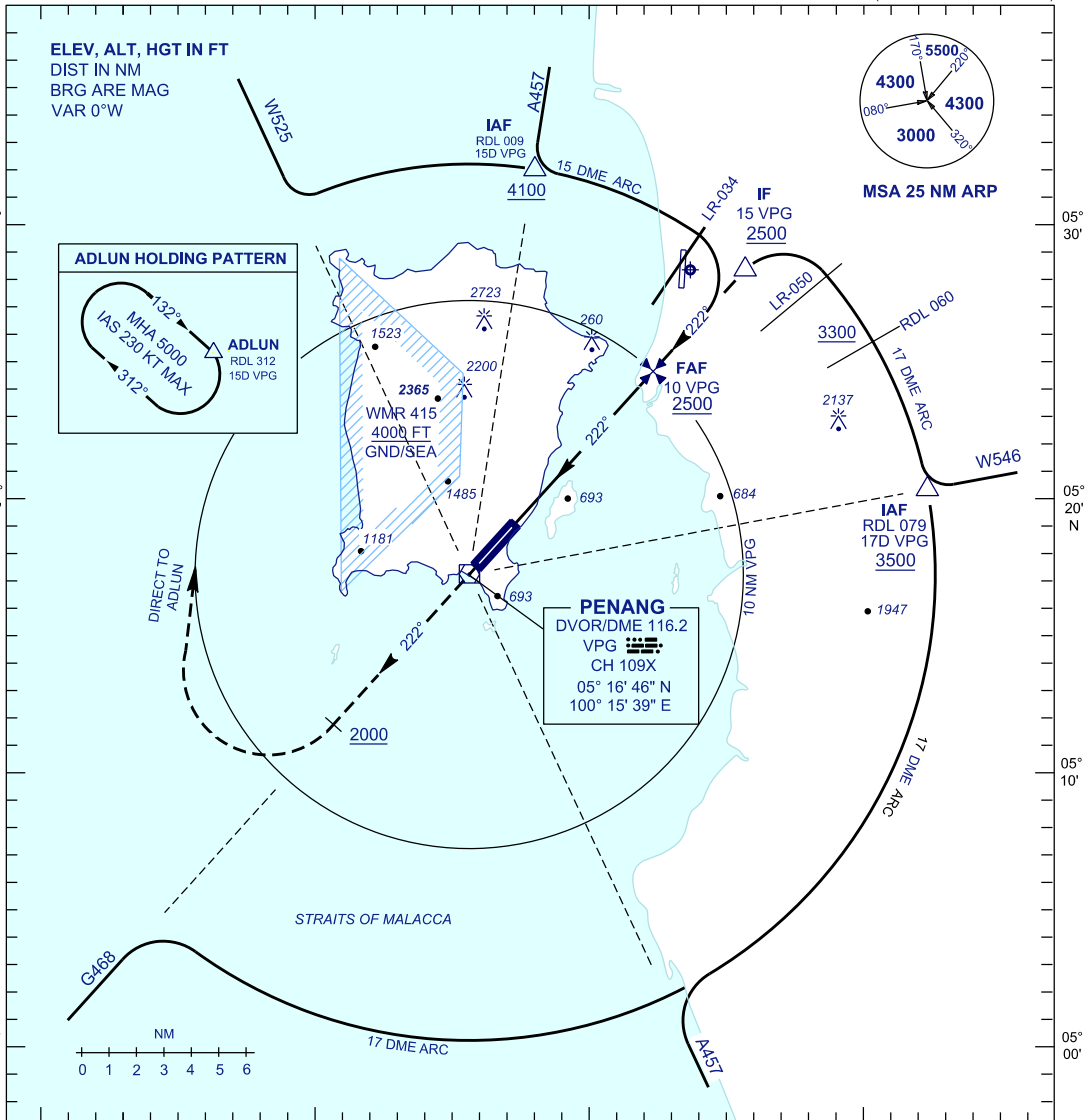 ELEV, ALT, HGT IN FT
DIST IN NM
BRG ARE MAG
VAR 0°W
W525
A457
IAF
RDL 009
15D VPG
4100
15 DME ARC
170°
5500
220°
4300
080°
4300
3000
320°
MSA 25 NM ARP
LR-034
IF
15 VPG
2500
05°
30'
ADLUN HOLDING PATTERN
132°
MHA 5000
IAS 230 KT MAX
312°
ADLUN
RDL 312
15D VPG
LR-050
RDL 060
3300
17 DME ARC
2723
1523
260
222°
2200
2365
WMR 415
4000 FT
GND/SEA
FAF
10 VPG
2500
2137
222°
W546
1485
693
684
IAF
RDL 079
17D VPG
3500
05°
20'
N
1181
DIRECT TO
ADLUN
10 NM VPG
693
1947
PENANG
DVOR/DME 116.2
VPG
CH 109X
05° 16' 46" N
100° 15' 39" E
222°
2000
17 DME ARC
05°
10'
STRAITS OF MALACCA
G468
NM
0 1 2 3 4 5 6
17 DME ARC
A457
05°
00'